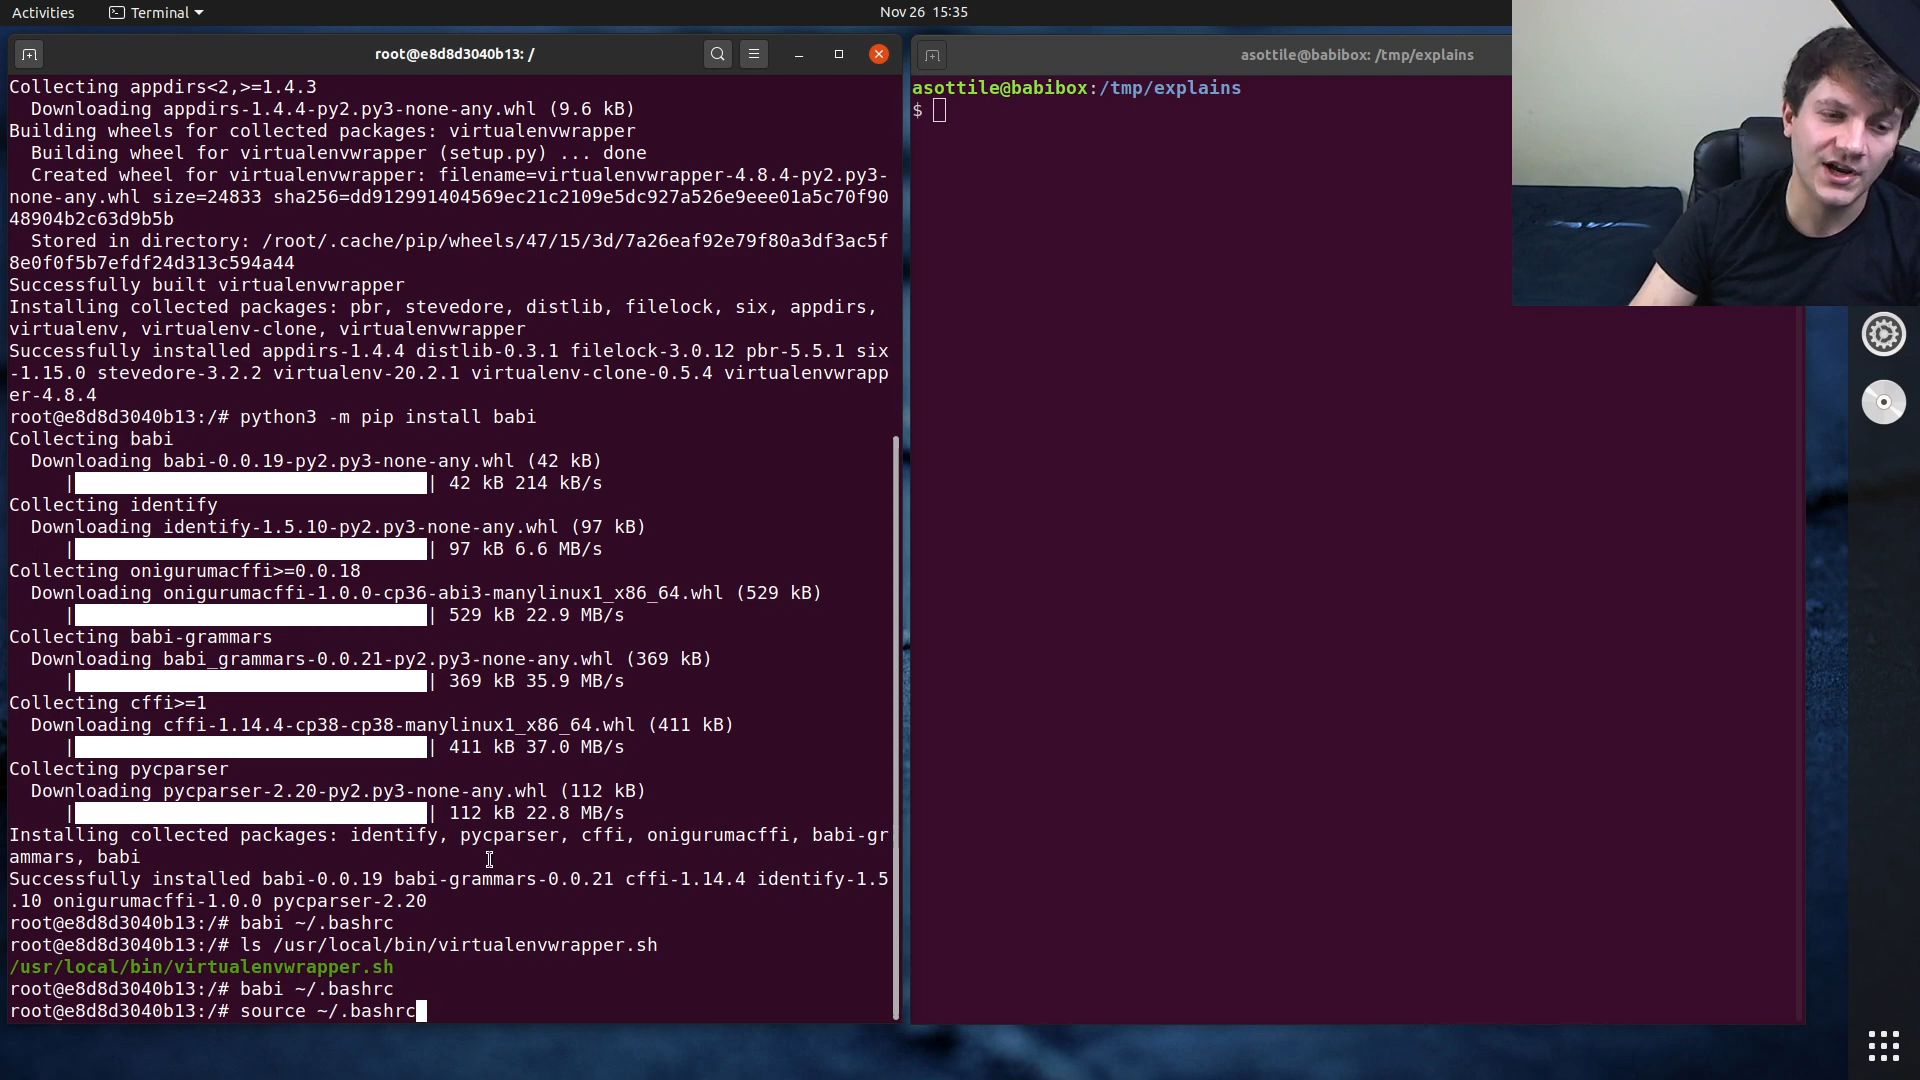 Activities
Terminal
Nov 26 15:35
root@e8d8d3040b13: /
Collecting appdirs<2,>=1.4.3
  Downloading appdirs-1.4.4-py2.py3-none-any.whl (9.6 kB)
Building wheels for collected packages: virtualenvwrapper
  Building wheel for virtualenvwrapper (setup.py) ... done
  Created wheel for virtualenvwrapper: filename=virtualenvwrapper-4.8.4-py2.py3-
none-any.whl size=24833 sha256=dd912991404569ec21c2109e5dc927a526e9eee01a5c70f90
48904b2c63d9b5b
  Stored in directory: /root/.cache/pip/wheels/47/15/3d/7a26eaf92e79f80a3df3ac5f
8e0f0f5b7efdf24d313c594a44
Successfully built virtualenvwrapper
Installing collected packages: pbr, stevedore, distlib, filelock, six, appdirs,
virtualenv, virtualenv-clone, virtualenvwrapper
Successfully installed appdirs-1.4.4 distlib-0.3.1 filelock-3.0.12 pbr-5.5.1 six
-1.15.0 stevedore-3.2.2 virtualenv-20.2.1 virtualenv-clone-0.5.4 virtualenvwrapp
er-4.8.4
root@e8d8d3040b13:/# python3 -m pip install babi
Collecting babi
  Downloading babi-0.0.19-py2.py3-none-any.whl (42 kB)
     | | 42 kB 214 kB/s
Collecting identify
  Downloading identify-1.5.10-py2.py3-none-any.whl (97 kB)
     | | 97 kB 6.6 MB/s
Collecting onigurumacffi>=0.0.18
  Downloading onigurumacffi-1.0.0-cp36-abi3-manylinux1_x86_64.whl (529 kB)
     | | 529 kB 22.9 MB/s
Collecting babi-grammars
  Downloading babi_grammars-0.0.21-py2.py3-none-any.whl (369 kB)
     | | 369 kB 35.9 MB/s
Collecting cffi>=1
  Downloading cffi-1.14.4-cp38-cp38-manylinux1_x86_64.whl (411 kB)
     | | 411 kB 37.0 MB/s
Collecting pycparser
  Downloading pycparser-2.20-py2.py3-none-any.whl (112 kB)
     | | 112 kB 22.8 MB/s
Installing collected packages: identify, pycparser, cffi, onigurumacffi, babi-gr
ammars, babi
Successfully installed babi-0.0.19 babi-grammars-0.0.21 cffi-1.14.4 identify-1.5
.10 onigurumacffi-1.0.0 pycparser-2.20
root@e8d8d3040b13:/# babi ~/.bashrc
root@e8d8d3040b13:/# ls /usr/local/bin/virtualenvwrapper.sh
/usr/local/bin/virtualenvwrapper.sh
root@e8d8d3040b13:/# babi ~/.bashrc
root@e8d8d3040b13:/# source ~/.bashrc
asottile@babibox: /tmp/explains
asottile@babibox:/tmp/explains
$